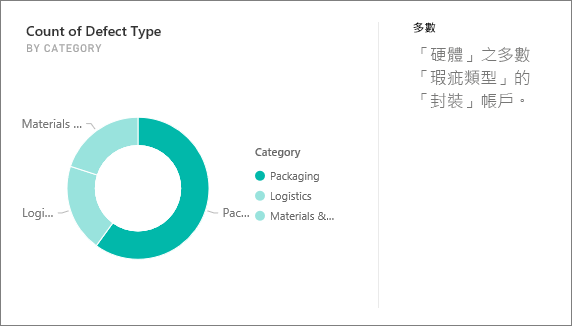 Count of Defect Type
BY CATEGORY
Materials ...
Logi...
Pac...
Category
Packaging
Logistics
Materials &...
多數
「硬體」之多數
「瑕疵類型」的
「封裝」帳戶。